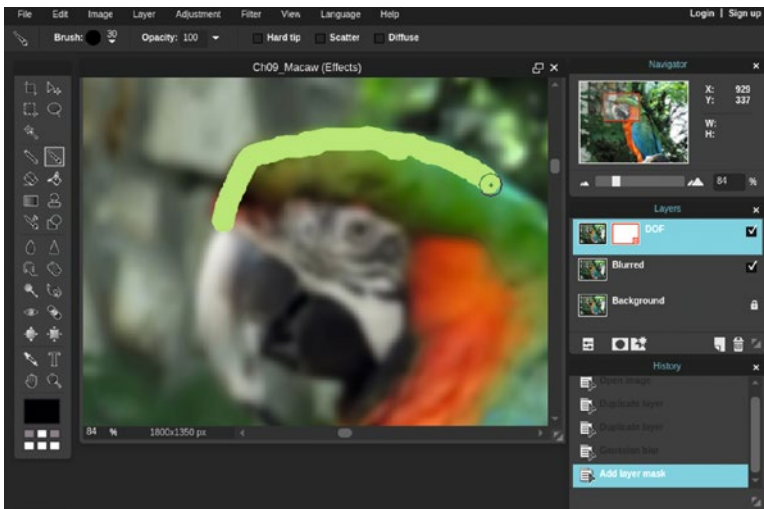 File Edit Image Layer Adjustment Filter View Language Help Login | Sign up
Brush: 30 Opacity: 100 Hard tip Scatter Diffuse
Ch09_Macaw (Effects)
Navigator
X: 929
Y: 337
W:
H:
84 %
Layers
DOF
Blurred
Background
History
Open image
Duplicate layer
Duplicate layer
Gaussian blur
Add layer mask
84 % 1800x1350 px